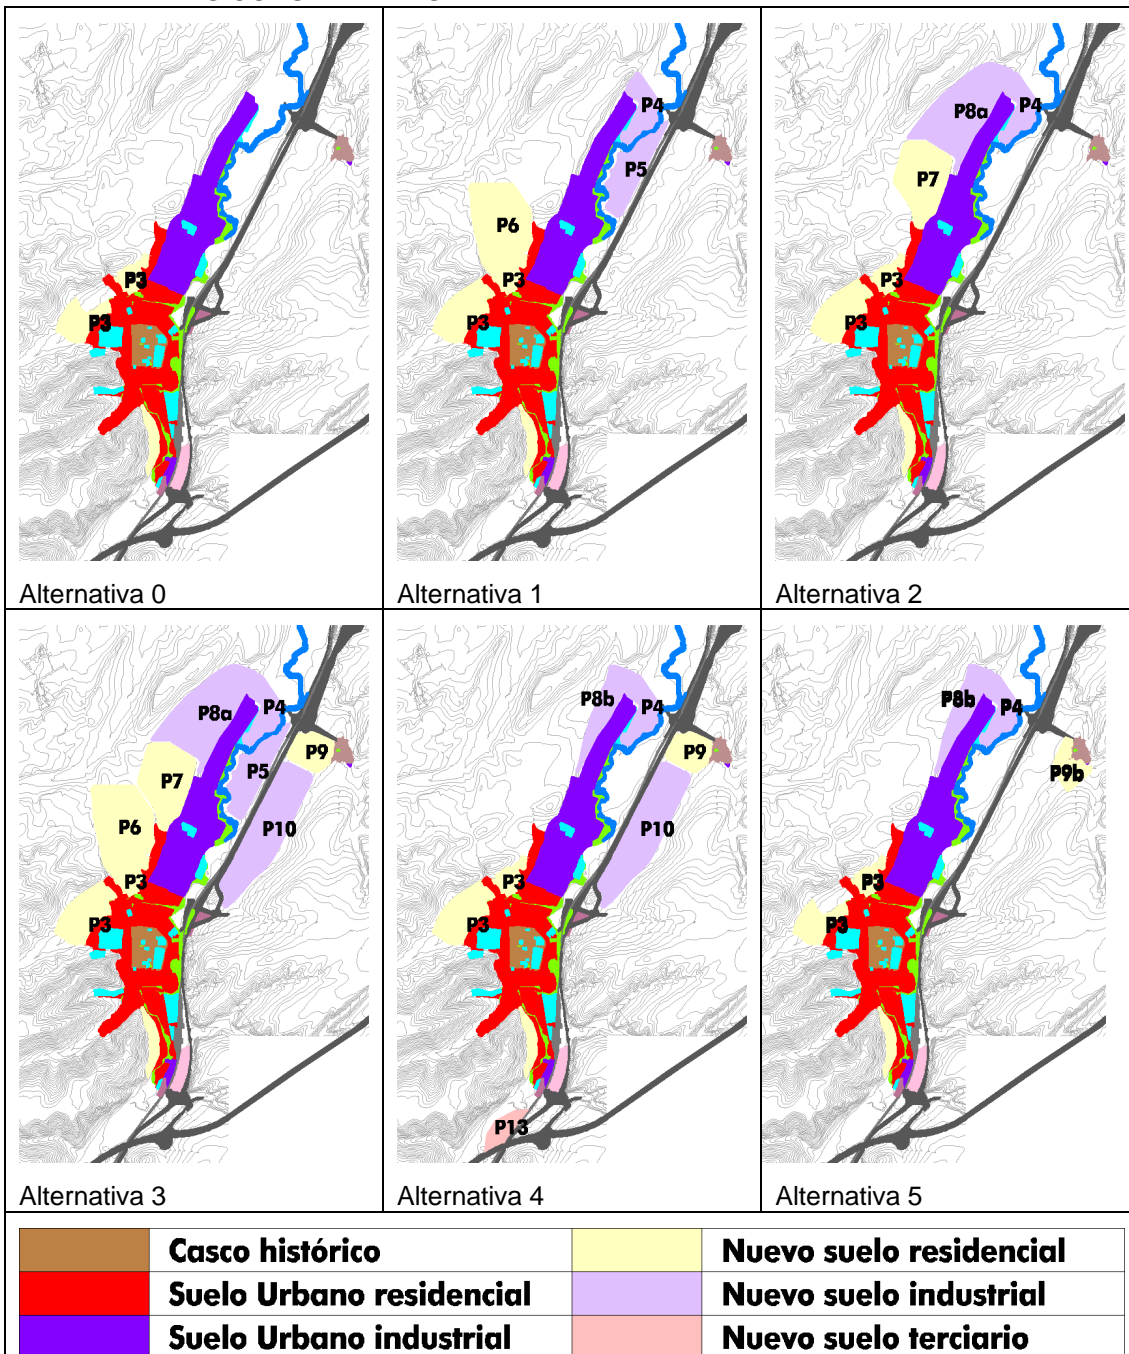 P3
P3
Alternativa 0
P4
P5
P6
P3
P3
Alternativa 1
P8a
P4
P7
P3
P3
Alternativa 2
P8a
P4
P9
P5
P7
P6
P10
P3
P3
Alternativa 3
P8b
P4
P9
P10
P3
P3
P13
Alternativa 4
P8b
P4
P9b
P3
P3
Alternativa 5
Casco histórico
Nuevo suelo residencial
Suelo Urbano residencial
Nuevo suelo industrial
Suelo Urbano industrial
Nuevo suelo terciario